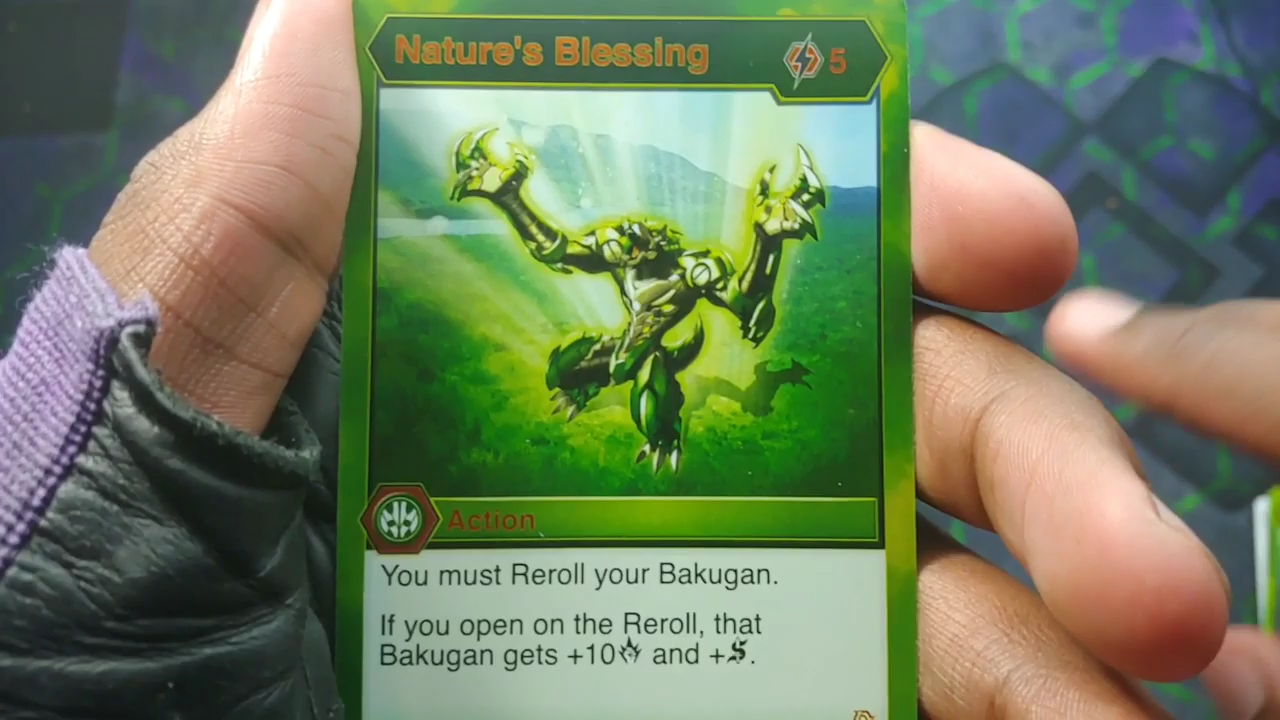 Nature's Blessing 5
Action
You must Reroll your Bakugan.
If you open on the Reroll, that
Bakugan gets +10 and +5.